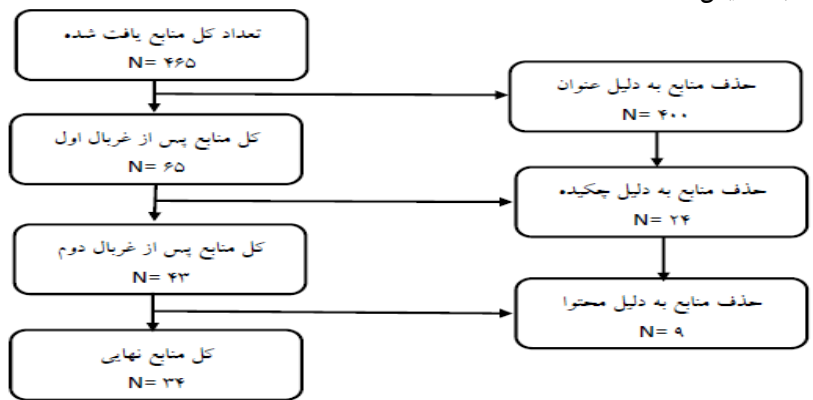 تعداد کل منابع یافت شده
N= ۴۶۵
حذف منابع به دلیل عنوان
N= ۴۰۰
کل منابع پس از غربال اول
N= ۶۵
حذف منابع به دلیل چکیده
N= ۲۴
کل منابع پس از غربال دوم
N= ۴۳
حذف منابع به دلیل محتوا
N= ۹
کل منابع نهایی
N= ۳۴